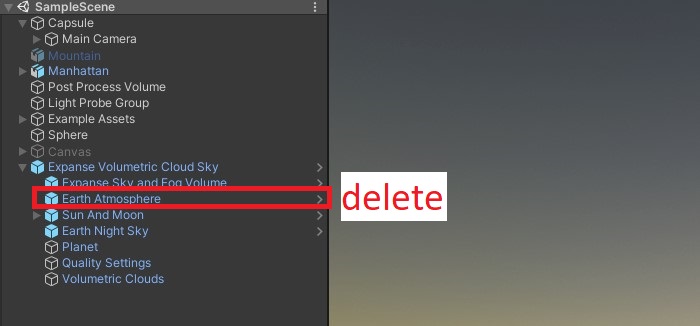 SampleScene
Capsule
Main Camera
Mountain
Manhattan
Post Process Volume
Light Probe Group
Example Assets
Sphere
Canvas
Expanse Volumetric Cloud Sky
Expanse Sky and Fog Volume
Earth Atmosphere
delete
Sun And Moon
Earth Night Sky
Planet
Quality Settings
Volumetric Clouds